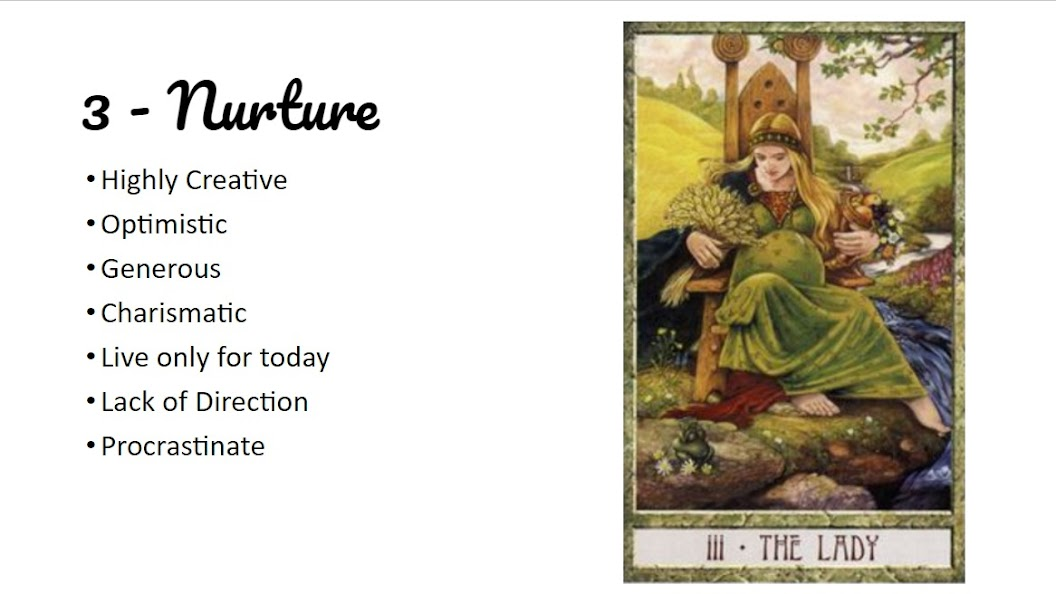 3 - Nurture
• Highly Creative
• Optimistic
• Generous
• Charismatic
• Live only for today
• Lack of Direction
• Procrastinate
III • THE LADY